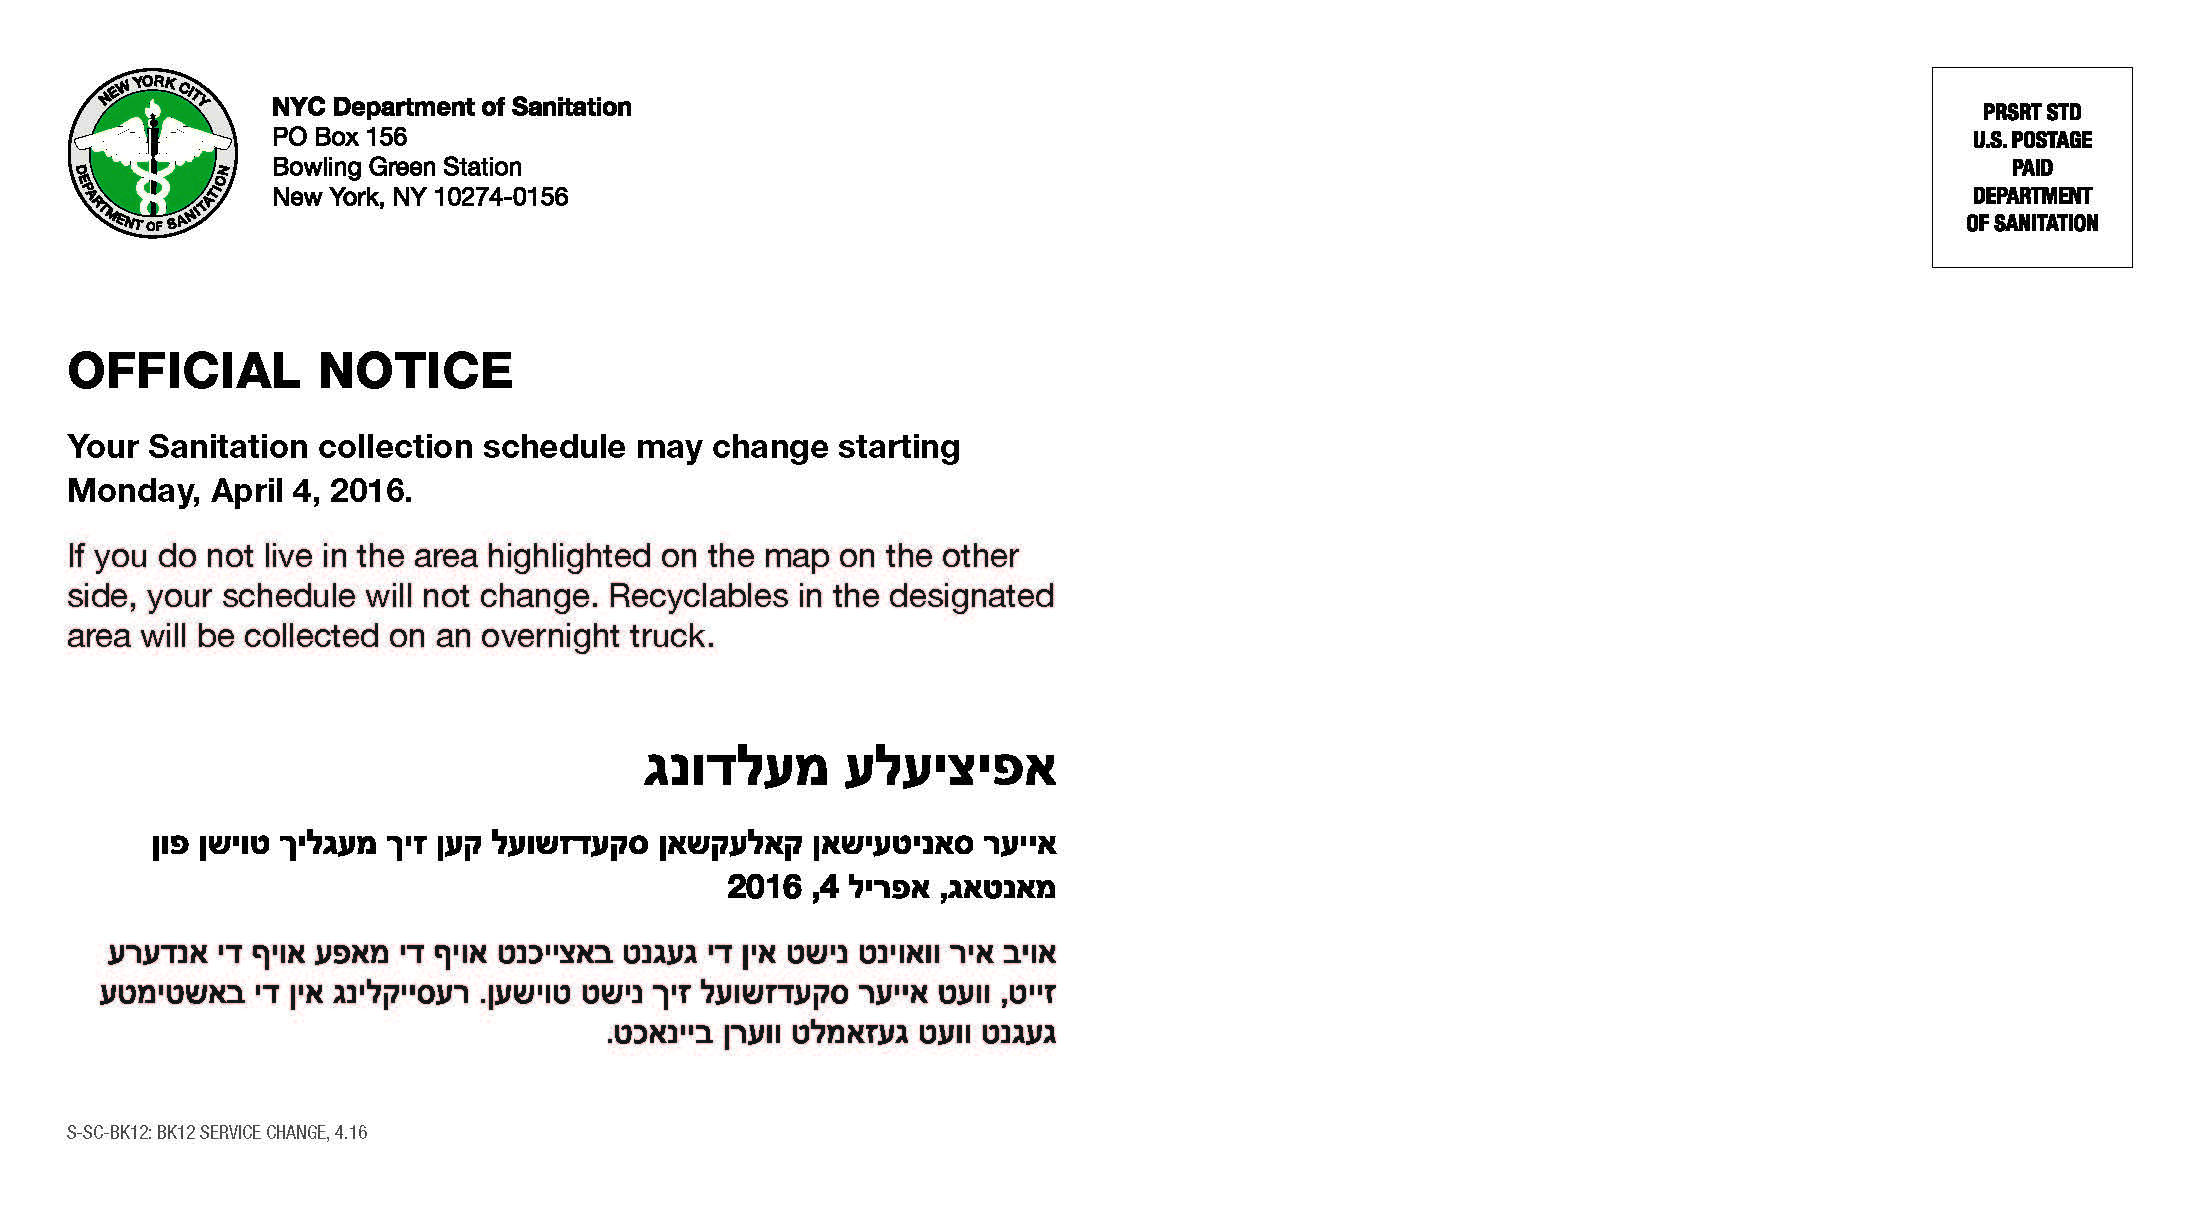 NEW YORK CITY
DEPARTMENT OF SANITATION
NYC Department of Sanitation
PO Box 156
Bowling Green Station
New York, NY 10274-0156
PRSRT STD
U.S. POSTAGE
PAID
DEPARTMENT
OF SANITATION
OFFICIAL NOTICE
Your Sanitation collection schedule may change starting
Monday, April 4, 2016.
If you do not live in the area highlighted on the map on the other
side, your schedule will not change. Recyclables in the designated
area will be collected on an overnight truck.
אפיציעלע מעלדונג
אייער סאניטעישאן קאלעקשאן סקעדזשועל קען זיך מעגליך טוישן פון
מאנטאג, אפריל 4, 2016
אויב איר וואוינט נישט אין די געגנט באצייכנט אויף די מאפע אויף די אנדערע
זייט, וועט אייער סקעדזשועל זיך נישט טוישען. רעסייקלינג אין די באשטימטע
געגנט וועט געזאמלט ווערן ביינאכט.
S-SC-BK12: BK12 SERVICE CHANGE, 4.16